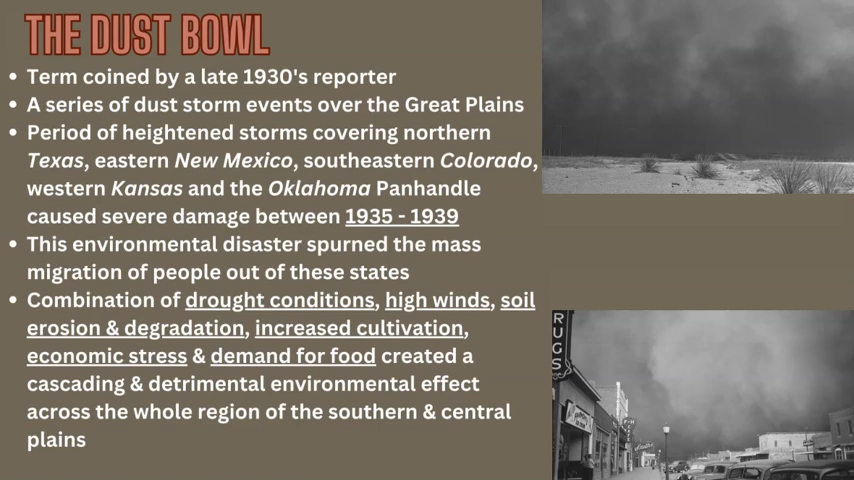 THE DUST BOWL
• Term coined by a late 1930's reporter
• A series of dust storm events over the Great Plains
• Period of heightened storms covering northern
Texas, eastern New Mexico, southeastern Colorado,
western Kansas and the Oklahoma Panhandle
caused severe damage between 1935 - 1939
• This environmental disaster spurned the mass
migration of people out of these states
• Combination of drought conditions, high winds, soil
erosion & degradation, increased cultivation,
economic stress & demand for food created a
cascading & detrimental environmental effect
across the whole region of the southern & central
plains
RUGS